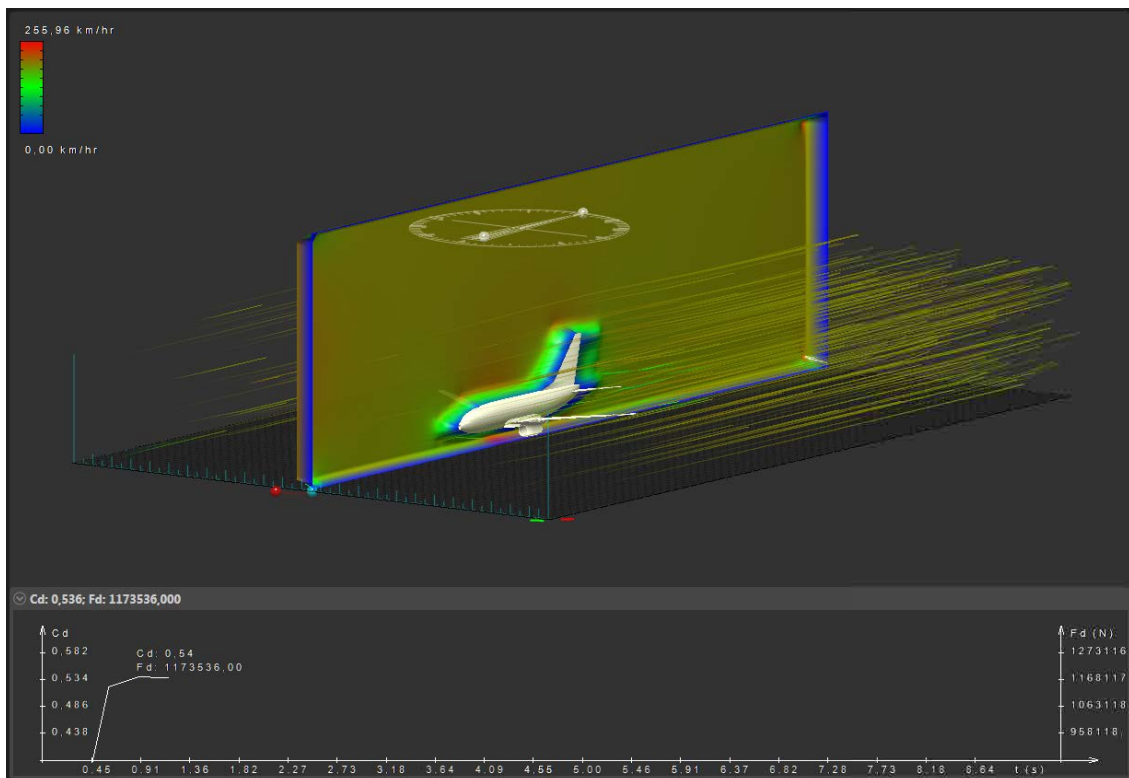 255,96 km/hr
0,00 km/hr
Cd: 0,536; Fd: 1173536,000
Cd
Fd (N)
0,582
Cd: 0,54
1273116
Fd: 1173536,00
0,534
1168117
0,486
1063118
0,438
958118,
0.45 0.91 1.36 1.82 2.27 2.73 3.18 3.64 4.09 4.55 5.00 5.46 5.91 6.37 6.82 7.28 7.73 8.18 8.64 t(s)